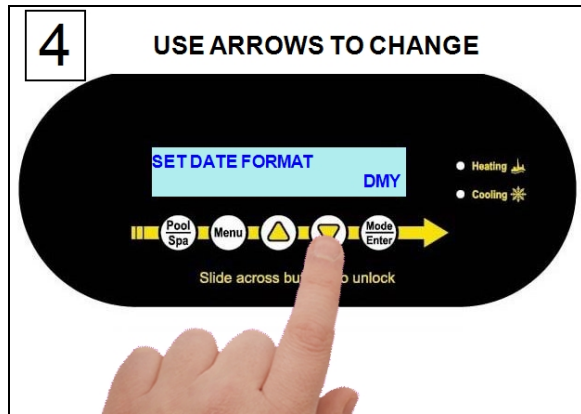 4
USE ARROWS TO CHANGE
SET DATE FORMAT
DMY
Heating
Cooling
Pool
Spa
Menu
Mode
Enter
Slide across but o unlock